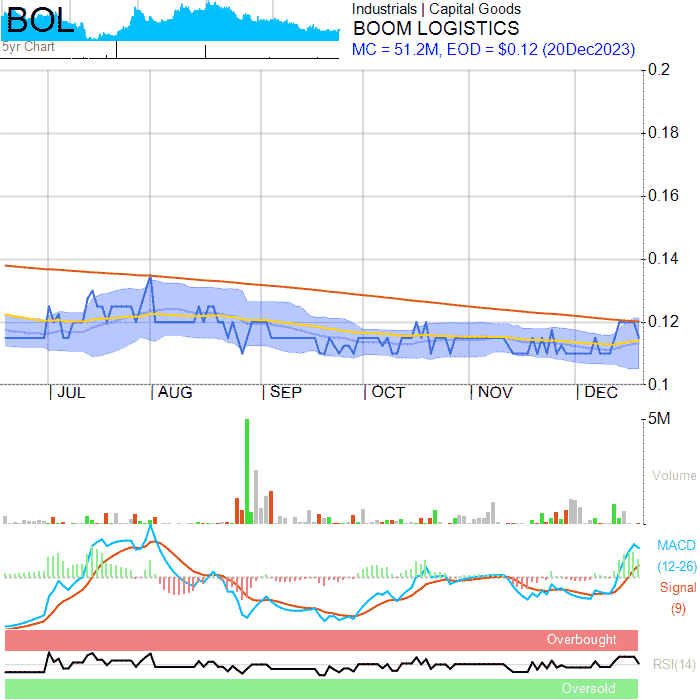 BOL
5yr Chart
Industrials | Capital Goods
BOOM LOGISTICS
MC = 51.2M, EOD = $0.12 (20Dec2023)
0.2
0.18
0.16
0.14
0.12
0.1
JUL AUG SEP OCT NOV DEC
5M
Volume
MACD
(12-26)
Signal
(9)
Overbought
RSI(14)
Oversold